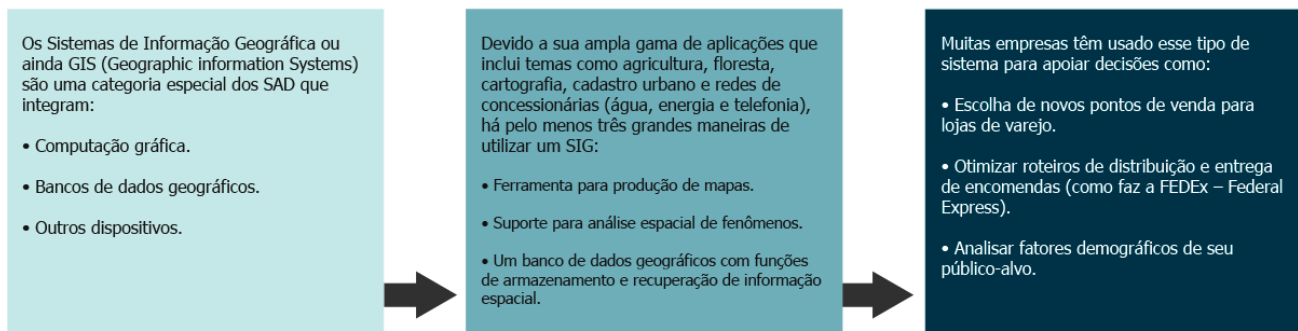 Os Sistemas de Informação Geográfica ou
ainda GIS (Geographic information Systems)
são uma categoria especial dos SAD que
integram:
• Computação gráfica.
• Bancos de dados geográficos.
• Outros dispositivos.
Devido a sua ampla gama de aplicações que
inclui temas como agricultura, floresta,
cartografia, cadastro urbano e redes de
concessionárias (água, energia e telefonia),
há pelo menos três grandes maneiras de
utilizar um SIG:
• Ferramenta para produção de mapas.
• Suporte para análise espacial de fenômenos.
• Um banco de dados geográficos com funções
de armazenamento e recuperação de informação
espacial.
Muitas empresas têm usado esse tipo de
sistema para apoiar decisões como:
• Escolha de novos pontos de venda para
lojas de varejo.
• Otimizar roteiros de distribuição e entrega
de encomendas (como faz a FEDEx – Federal
Express).
• Analisar fatores demográficos de seu
público-alvo.